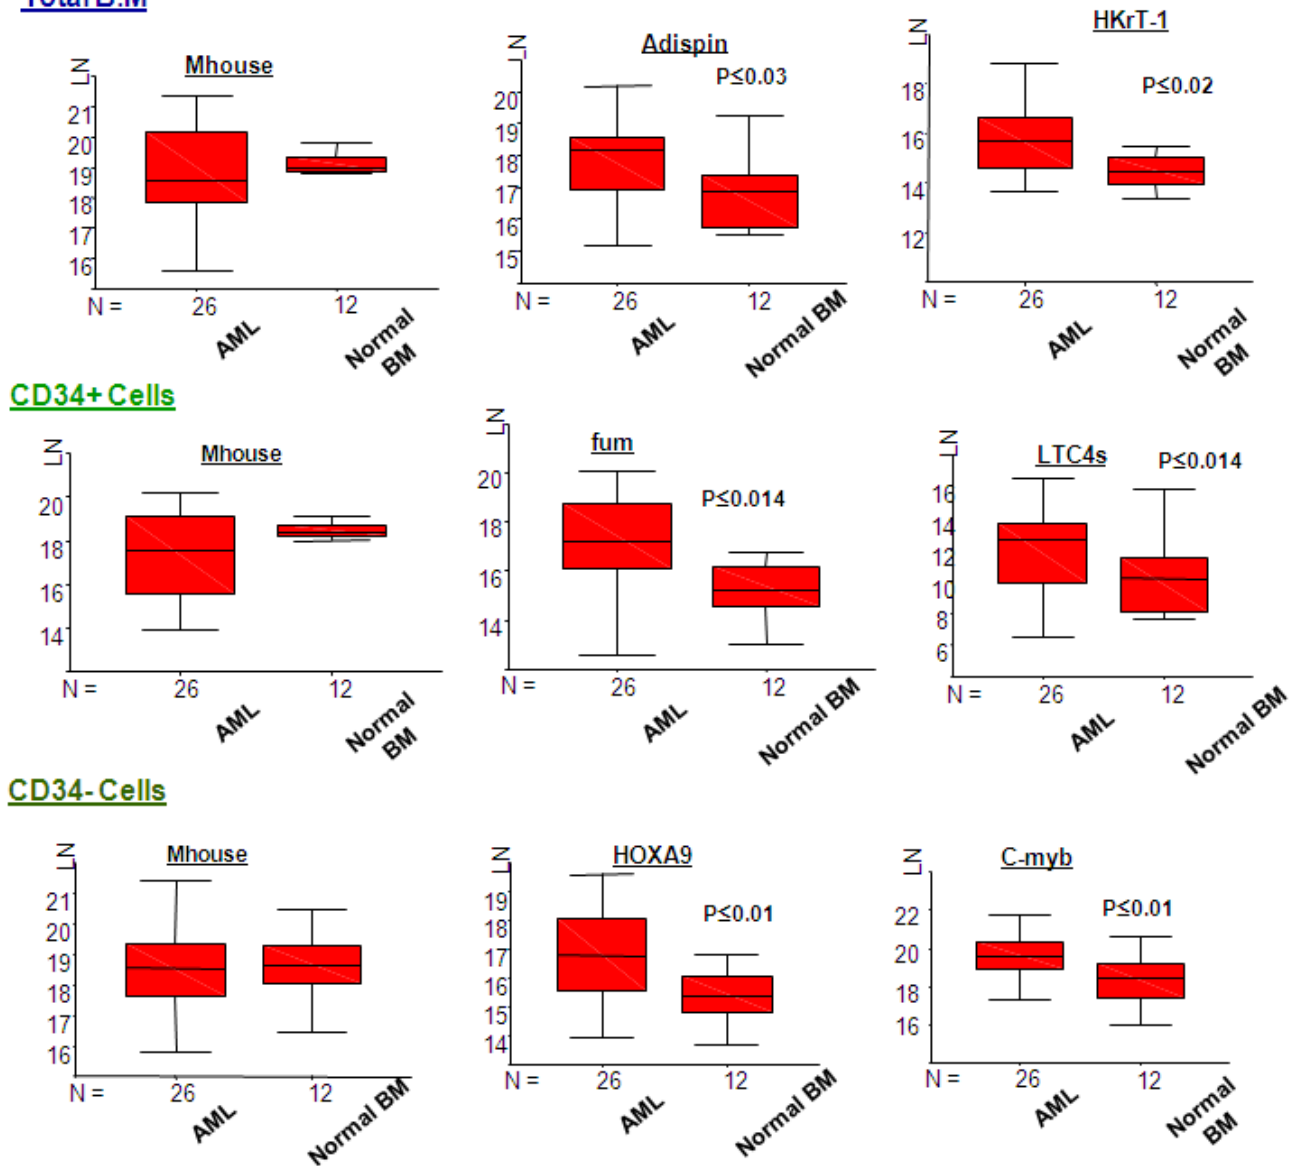 Total B.M
Mhouse
LN
21
20
19
18
17
16
N =
26
12
AML
Normal
BM
Adispin
P≤0.03
LN
20
19
18
17
16
15
N =
26
12
AML
Normal BM
HKrT-1
P≤0.02
LN
18
16
14
12
N =
26
12
AML
Normal
BM
CD34+ Cells
Mhouse
LN
20
18
16
14
N =
26
12
AML
Normal
BM
fum
P≤0.014
LN
20
18
16
14
N =
26
12
AML
Normal BM
LTC4s
P≤0.014
LN
16
14
12
10
8
6
N =
26
12
AML
Normal BM
CD34- Cells
Mhouse
LN
21
20
19
18
17
16
N =
26
12
AML
Normal BM
HOXA9
P≤0.01
LN
19
18
17
16
15
14
N =
26
12
AML
Normal BM
C-myb
P≤0.01
LN
22
20
18
16
N =
26
12
AML
Normal
BM